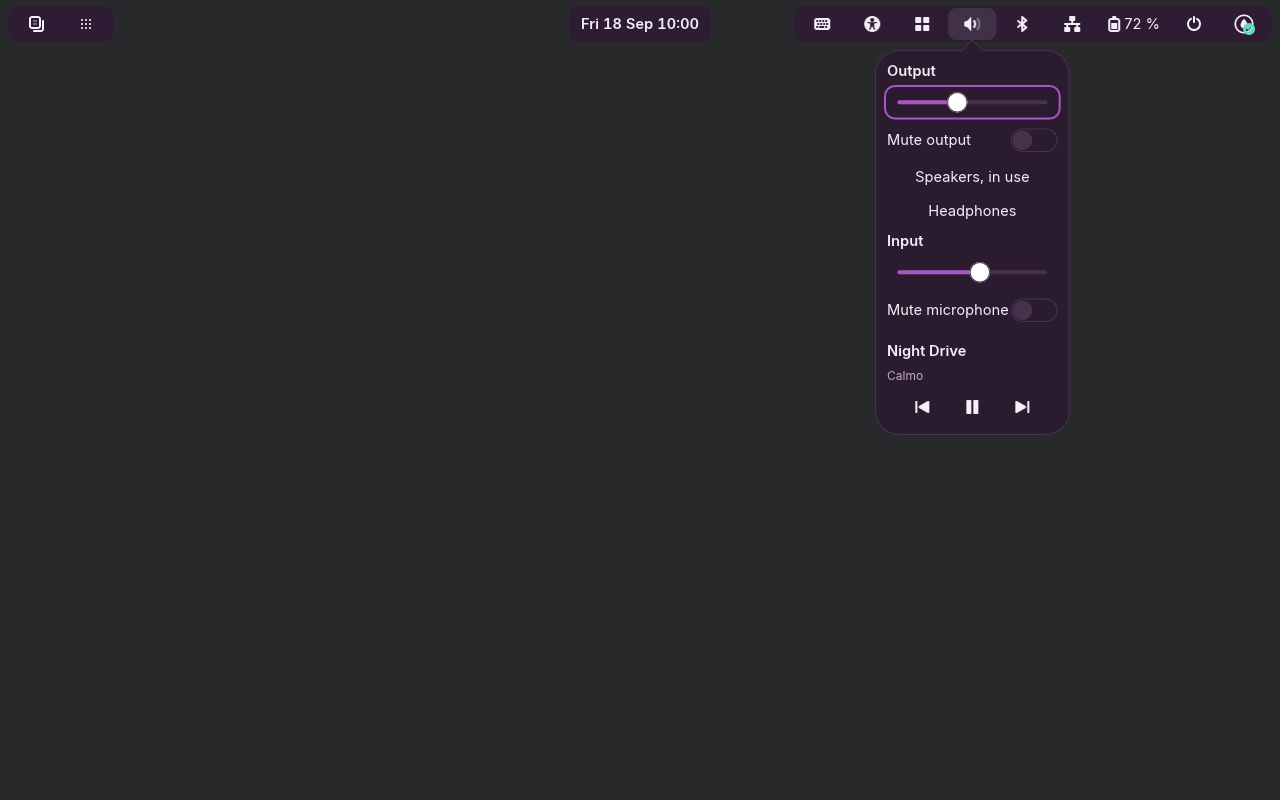 Fri 18 Sep 10:00
72 %
Output
Mute output
Speakers, in use
Headphones
Input
Mute microphone
Night Drive
Calmo